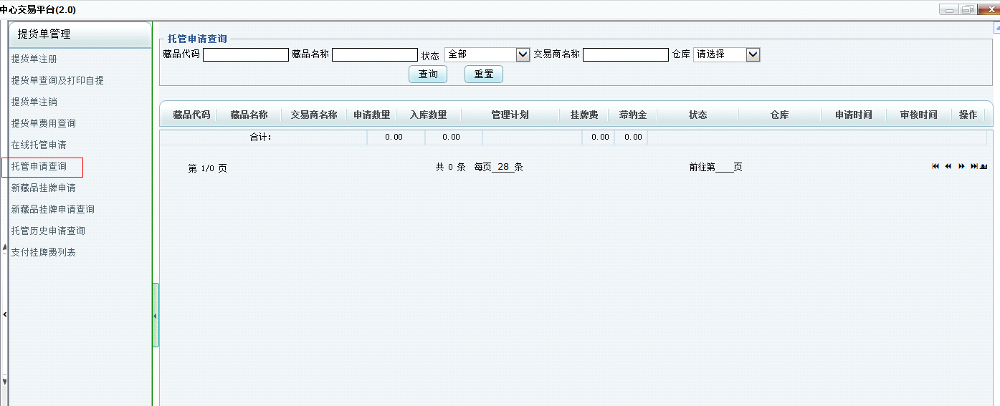 中心交易平台(2.0)
提货单管理
提货单注册
提货单查询及打印自提
提货单注销
提货单费用查询
在线托管申请
托管申请查询
新藏品挂牌申请
新藏品挂牌申请查询
托管历史申请查询
支付挂牌费列表
托管申请查询
藏品代码 藏品名称 状态 全部 交易商名称 仓库 请选择
查询 重置
藏品代码 藏品名称 交易商名称 申请数量 入库数量 管理计划 挂牌费 滞纳金 状态 仓库 申请时间 审核时间 操作
合计: 0.00 0.00 0.00 0.00
第 1/0 页 共 0 条 每页 28 条 前往第____页